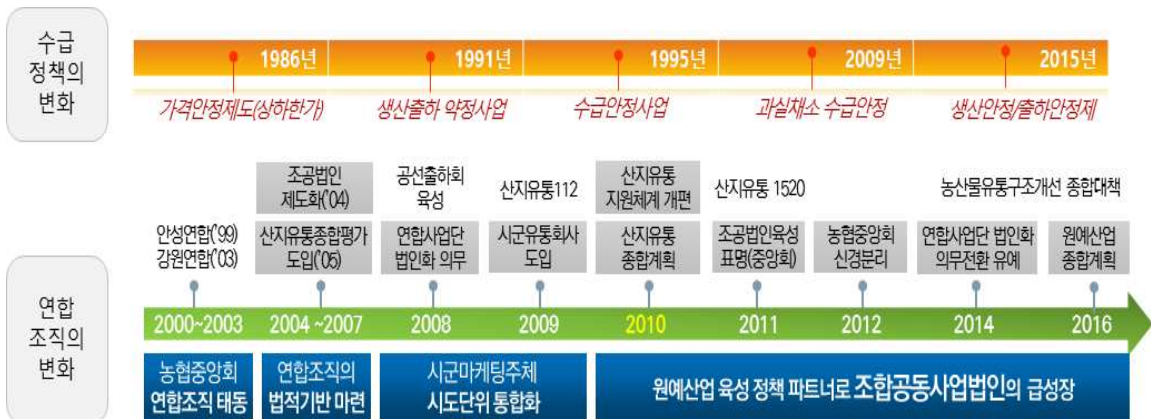 수급
정책의
변화
1986년 1991년 1995년 2009년 2015년
가격안정제도(상하한가) 생산출하 약정사업 수급안정사업 과실채소 수급안정 생산안정/출하안정제
연합
조직의
변화
안성연합('99)
강원연합('03)
조공법인
제도화('04)
산지유통종합평가
도입('05)
공선출하회
육성
연합사업단
법인화 의무
산지유통112
시군유통회사
도입
산지유통
지원체계 개편
산지유통
종합계획
산지유통 1520
조공법인육성
표명(중앙회)
농협중앙회
신경분리
농산물유통구조개선 종합대책
연합사업단 법인화
의무전환 유예
원예산업
종합계획
2000~2003 2004 ~2007 2008 2009 2010 2011 2012 2014 2016
농협중앙회
연합조직 태동
연합조직의
법적기반 마련
시군마케팅주체
시도단위 통합화
원예산업 육성 정책 파트너로 조합공동사업법인의 급성장